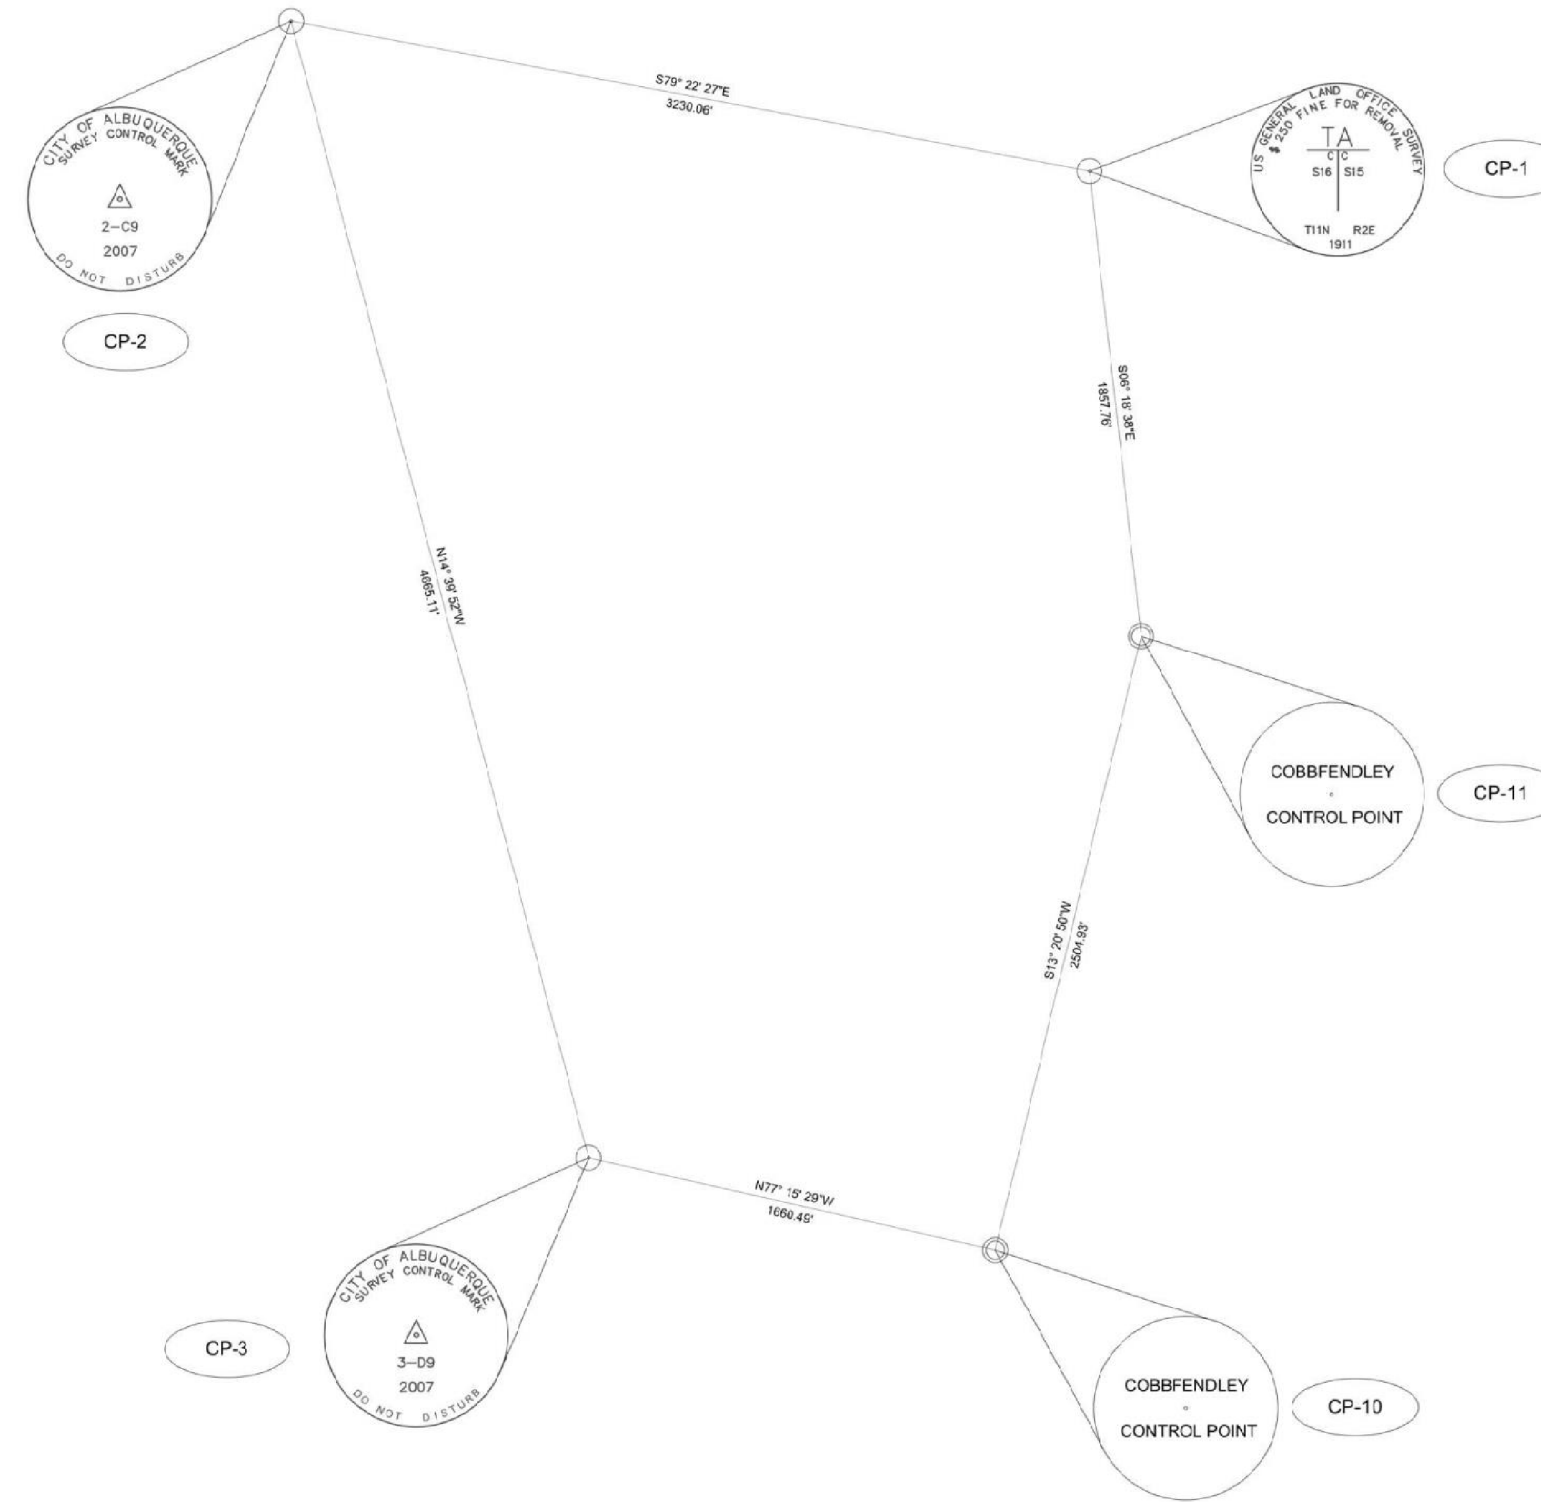 S79° 22' 27"E
3230.06'
CITY OF ALBUQUERQUE
SURVEY CONTROL MARK
2-C9
2007
DO NOT DISTURB
CP-2
US GENERAL LAND OFFICE SURVEY
$250 FINE FOR REMOVAL
TA
C C
S16 S15
T11N R2E
1911
CP-1
S06° 18' 38"E
1857.76'
N14° 39' 52"W
4665.11'
COBBFENDLEY
CONTROL POINT
CP-11
S13° 20' 50"W
2504.93'
N77° 15' 29"W
1660.49'
CITY OF ALBUQUERQUE
SURVEY CONTROL MARK
3-D9
2007
DO NOT DISTURB
CP-3
COBBFENDLEY
CONTROL POINT
CP-10